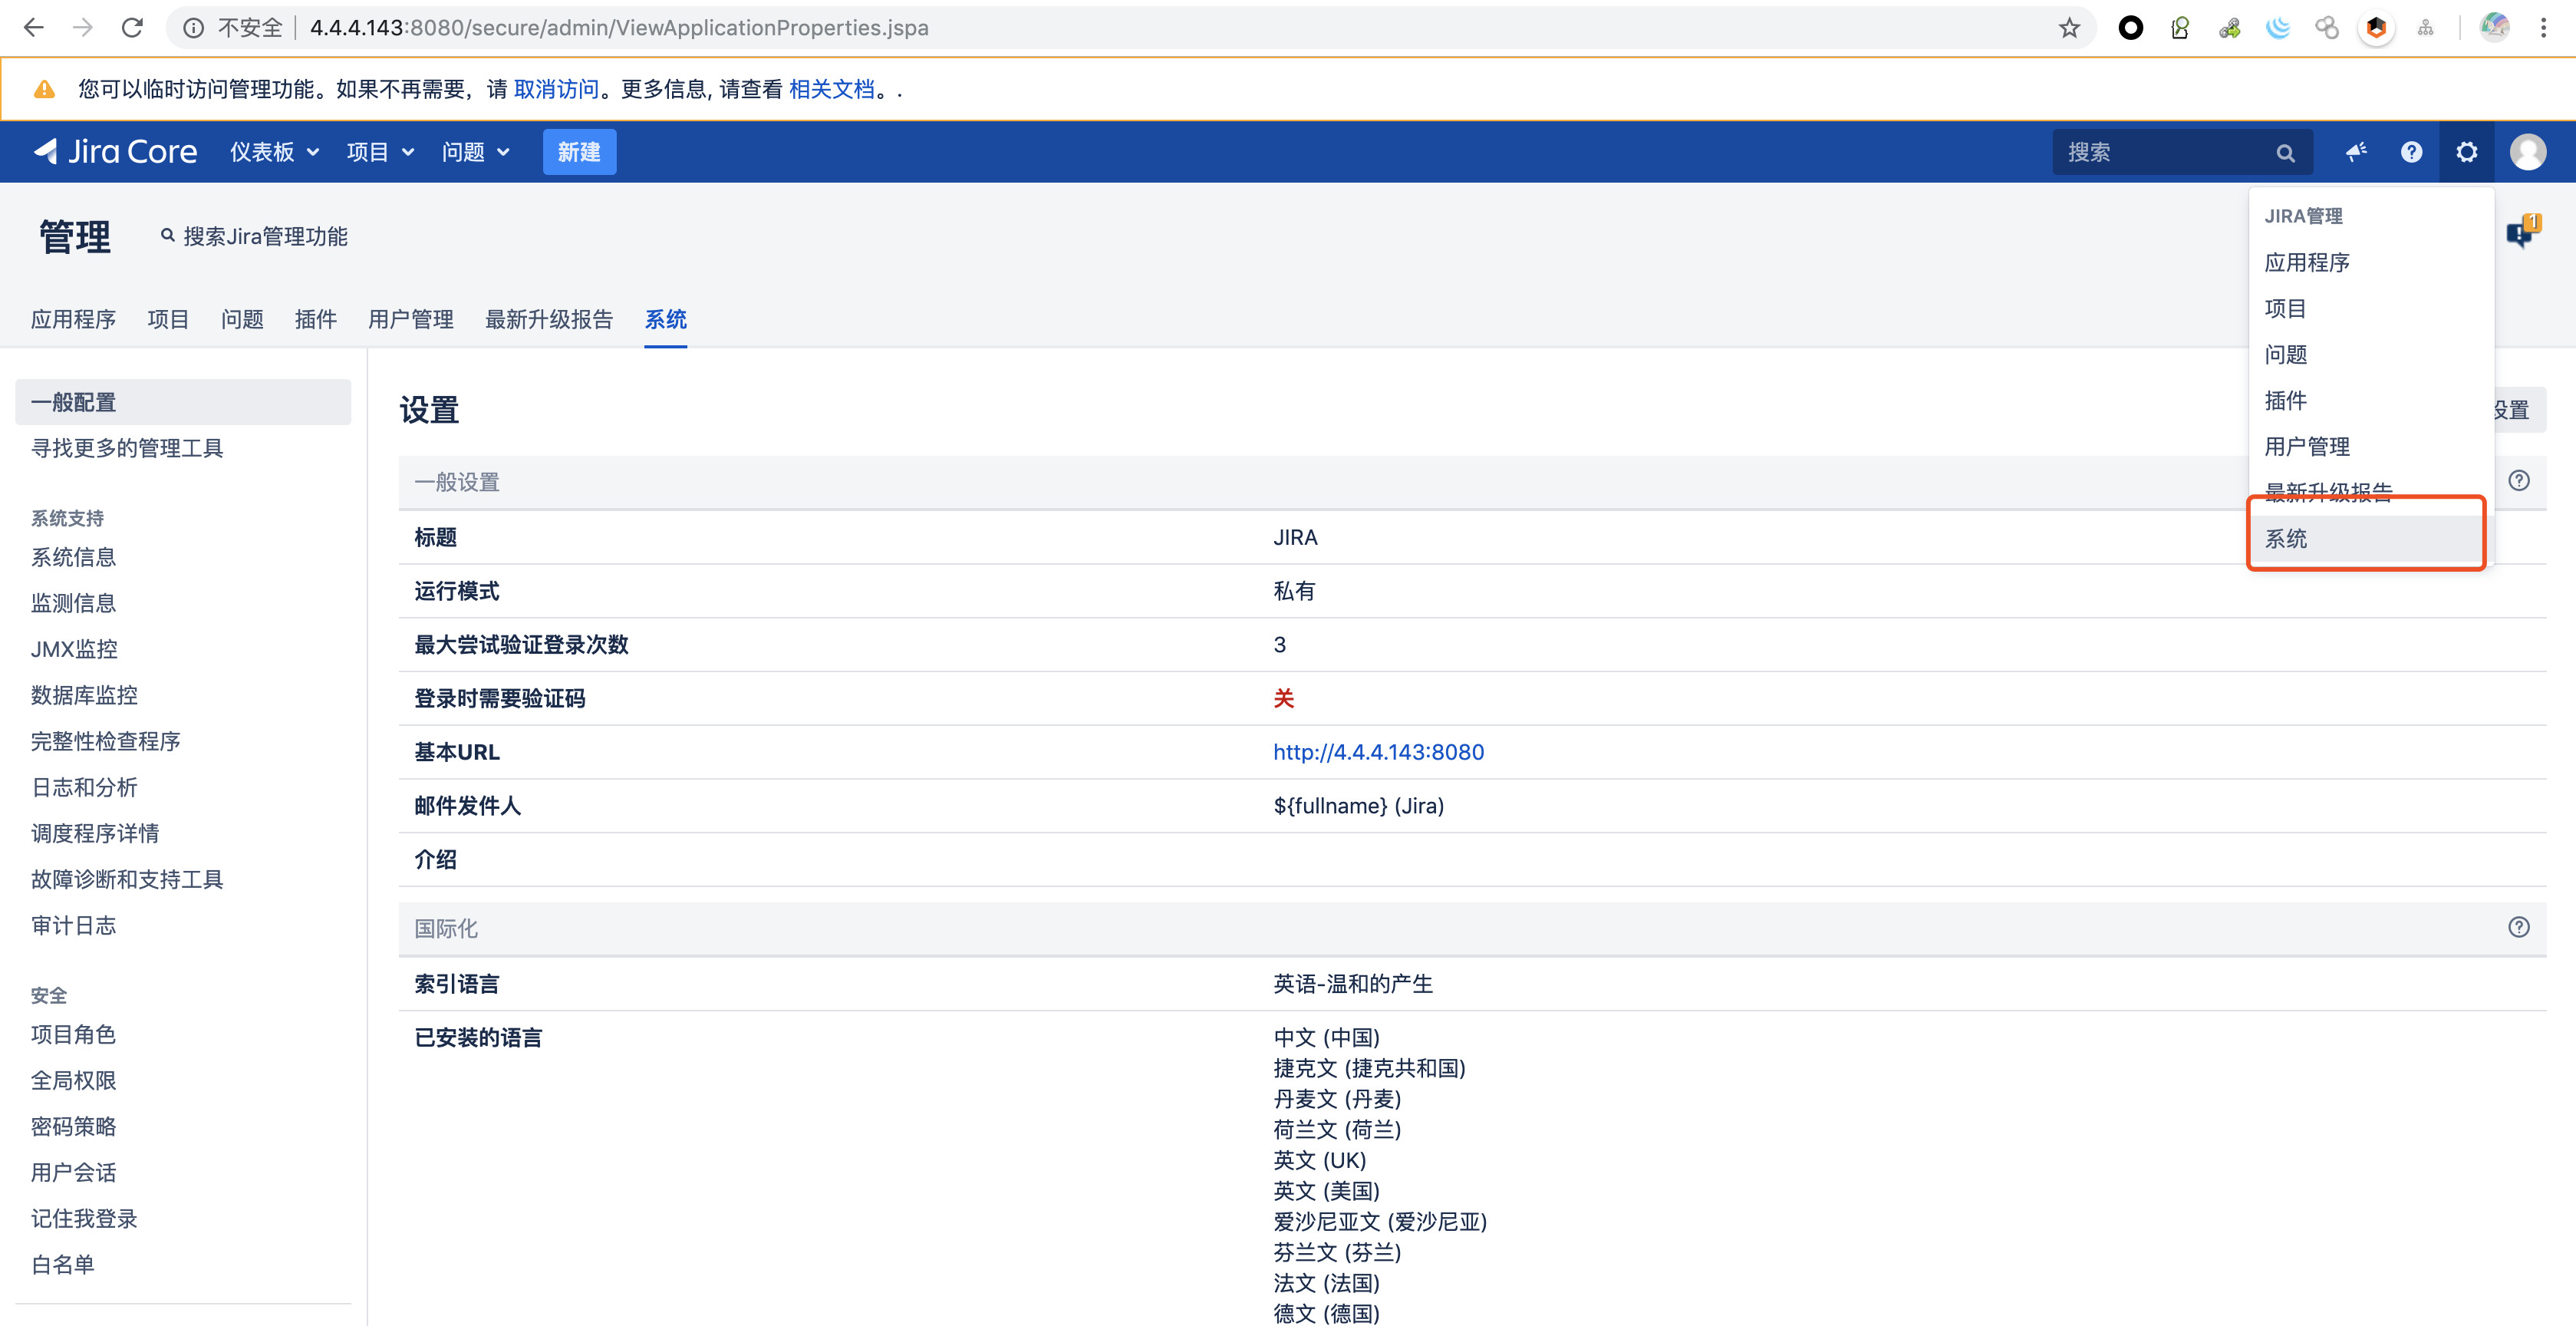 不安全 4.4.4.143:8080/secure/admin/ViewApplicationProperties.jspa
您可以临时访问管理功能。如果不再需要，请 取消访问。更多信息, 请查看 相关文档。.
Jira Core 仪表板 项目 问题 新建 搜索
管理 搜索Jira管理功能
应用程序 项目 问题 插件 用户管理 最新升级报告 系统
JIRA管理
应用程序
项目
问题
插件
用户管理
最新升级报告
系统
1
一般配置
寻找更多的管理工具
系统支持
系统信息
监测信息
JMX监控
数据库监控
完整性检查程序
日志和分析
调度程序详情
故障诊断和支持工具
审计日志
安全
项目角色
全局权限
密码策略
用户会话
记住我登录
白名单
设置
设置
一般设置
标题 JIRA
运行模式 私有
最大尝试验证登录次数 3
登录时需要验证码 关
基本URL http://4.4.4.143:8080
邮件发件人 ${fullname} (Jira)
介绍
国际化
索引语言 英语-温和的产生
已安装的语言 中文 (中国)
捷克文 (捷克共和国)
丹麦文 (丹麦)
荷兰文 (荷兰)
英文 (UK)
英文 (美国)
爱沙尼亚文 (爱沙尼亚)
芬兰文 (芬兰)
法文 (法国)
德文 (德国)